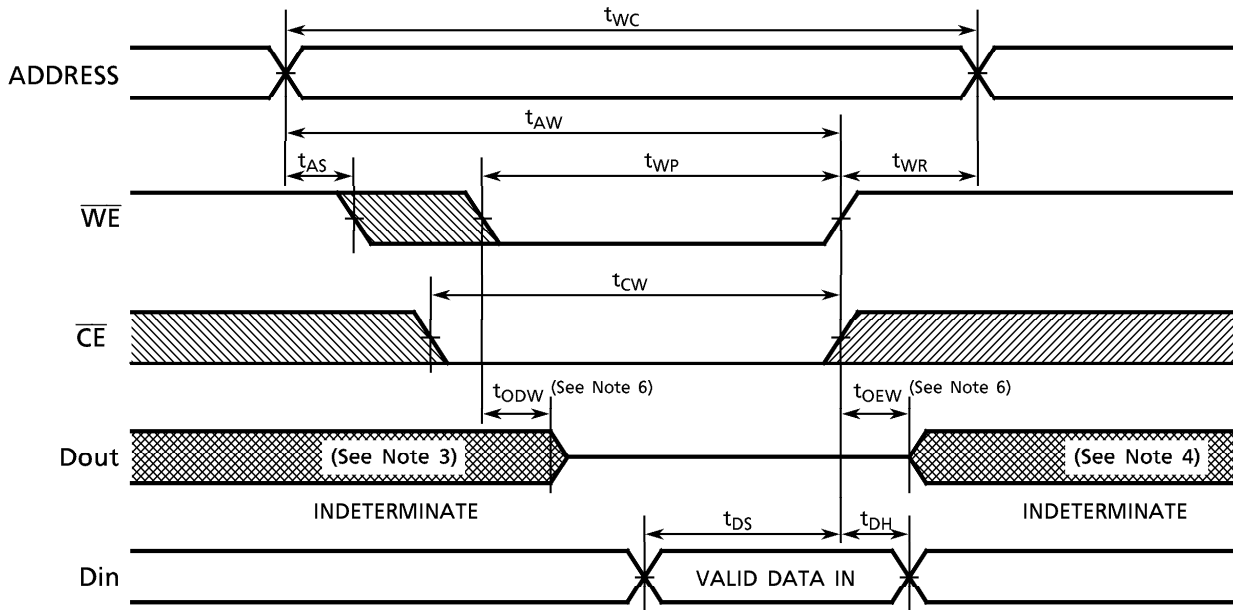 tWC
ADDRESS
tAW
tAS
tWP
tWR
WE
tCW
CE
tODW (See Note 6)
tOEW (See Note 6)
Dout
(See Note 3)
(See Note 4)
INDETERMINATE
INDETERMINATE
tDS
tDH
Din
VALID DATA IN